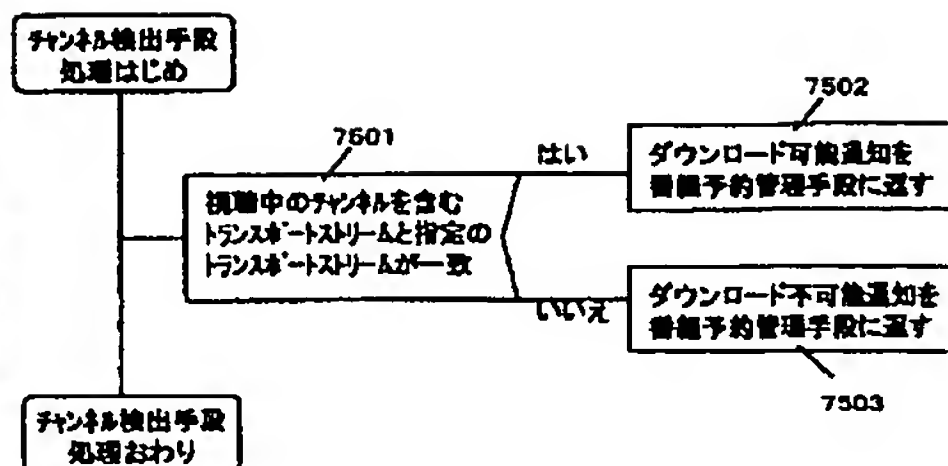 チャンネル検出手段
処理はじめ
7501
視聴中のチャンネルを含む
トランスポートストリームと指定の
トランスポートストリームが一致
はい
7502
ダウンロード可能通知を
番組予約管理手段に返す
いいえ
ダウンロード不可能通知を
番組予約管理手段に返す
7503
チャンネル検出手段
処理おわり